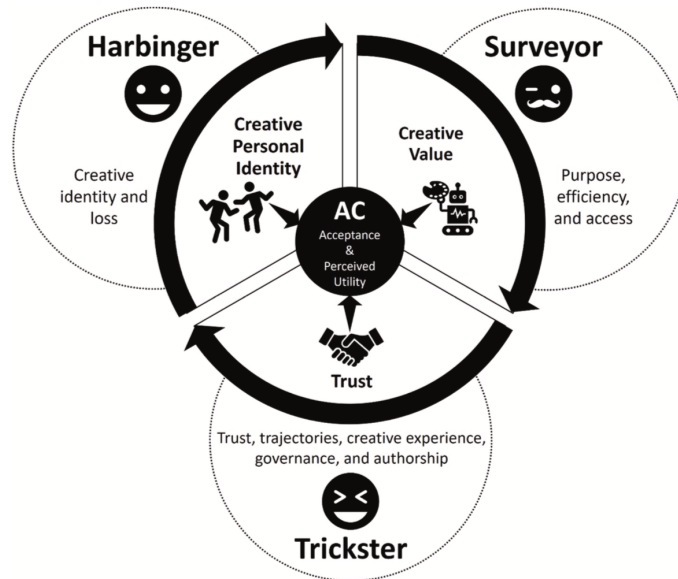 Harbinger
Surveyor
Creative
Personal
Identity
Creative
Value
Creative
identity and
loss
Purpose,
efficiency,
and access
AC
Acceptance
&
Perceived
Utility
Trust
Trust, trajectories, creative experience,
governance, and authorship
Trickster